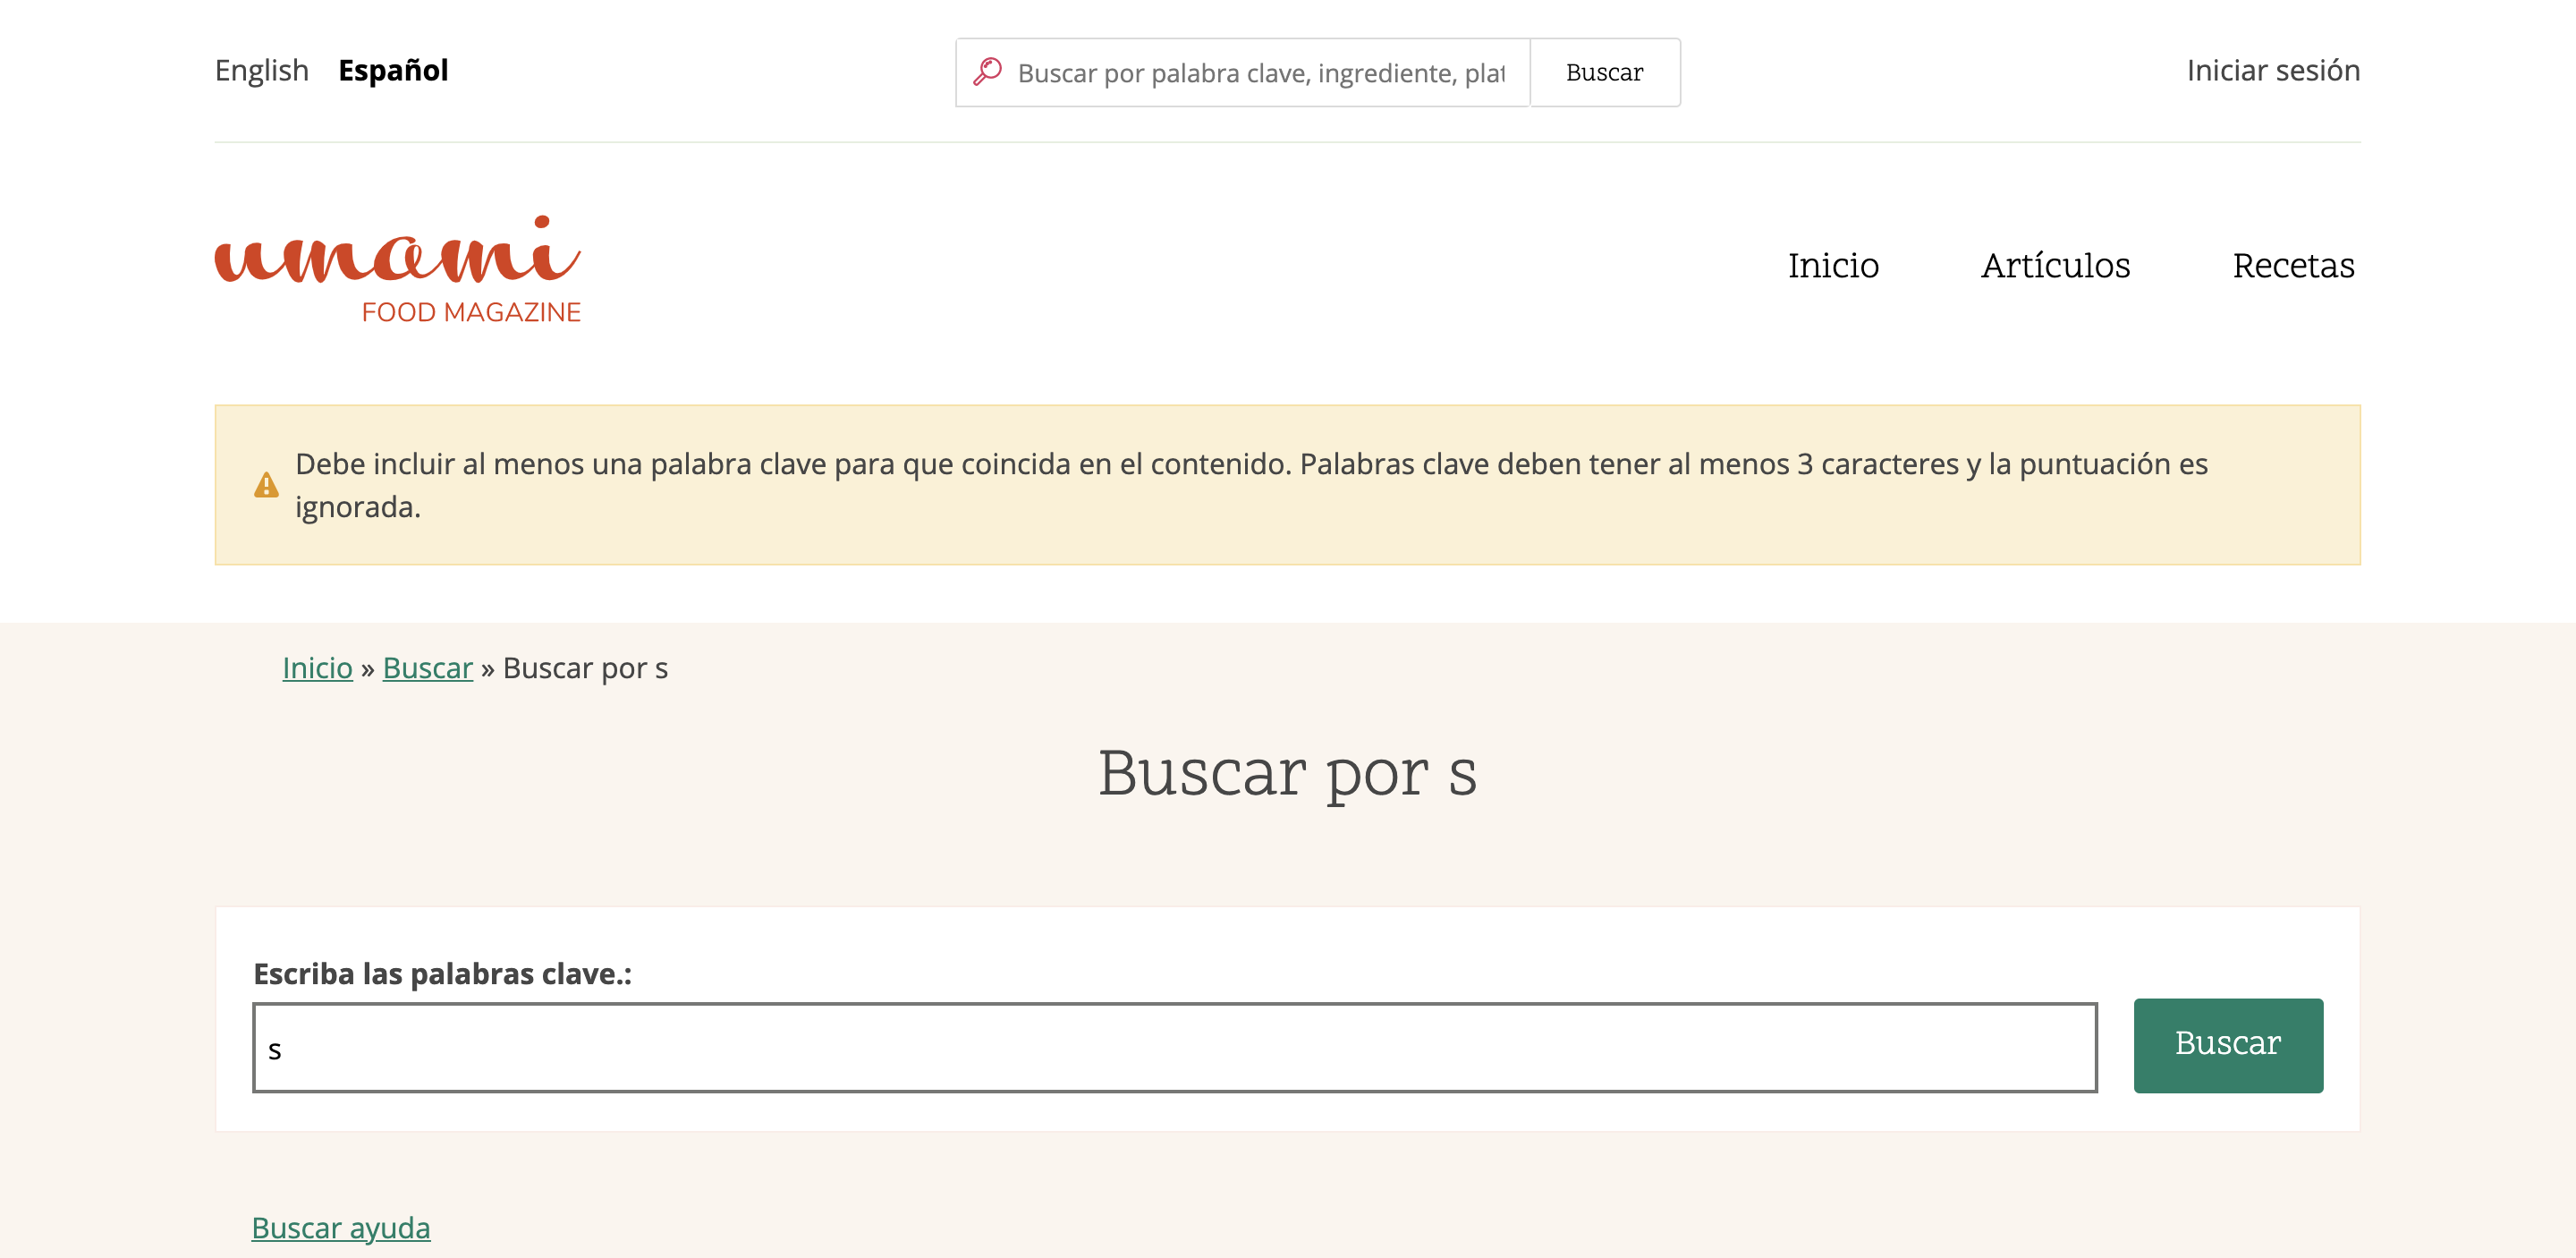 English Español
Buscar por palabra clave, ingrediente, plat
Buscar
Iniciar sesión
umami
FOOD MAGAZINE
Inicio Artículos Recetas
Debe incluir al menos una palabra clave para que coincida en el contenido. Palabras clave deben tener al menos 3 caracteres y la puntuación es
ignorada.
Inicio » Buscar » Buscar por s
Buscar por s
Escriba las palabras clave.:
s
Buscar
Buscar ayuda